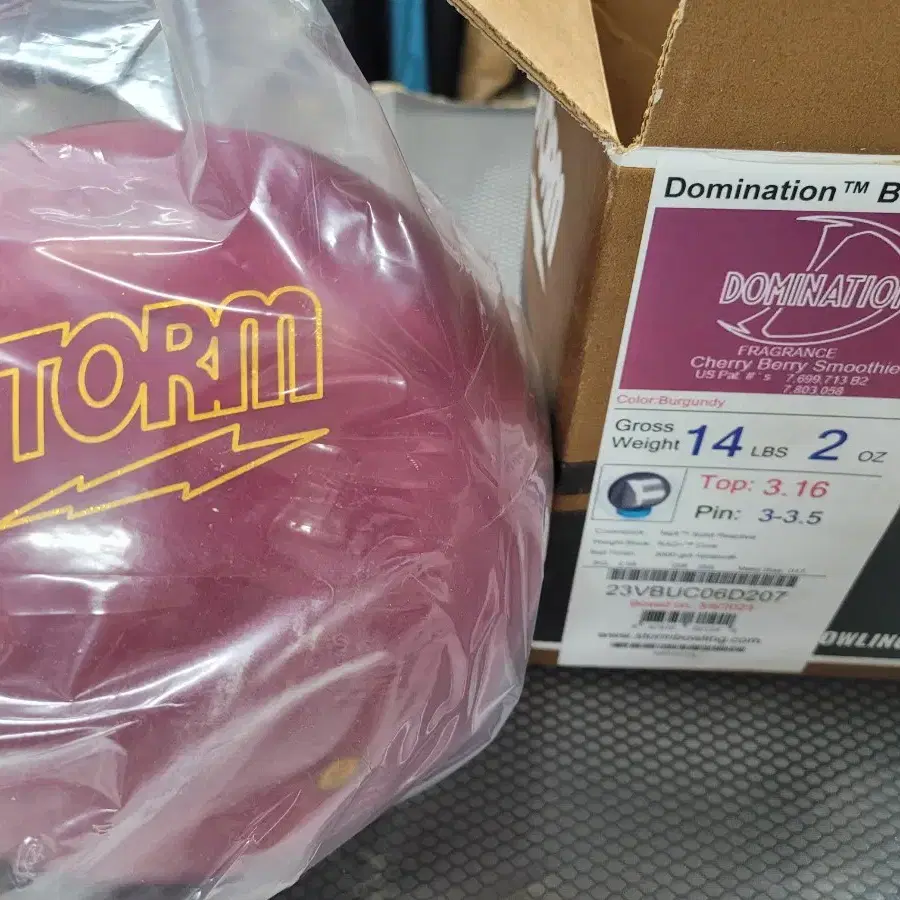 TORM
Domination™ B
DOMINATIO
FRAGRANCE
Cherry Berry Smoothie
US Pat. #'s 7,699,713 B2
7,803,058
Color:Burgundy
Gross
Weight 14 LBS 2 OZ
Top: 3.16
Pin: 3-3.5
23VBUC06D207
www.stormbowling.com
OWLING